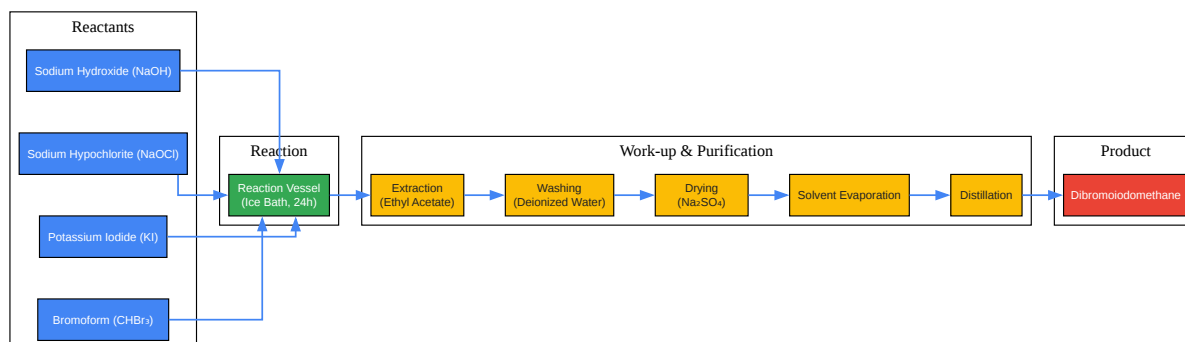 Reactants
Sodium Hydroxide (NaOH)
Sodium Hypochlorite (NaOCl)
Potassium Iodide (KI)
Bromoform (CHBr₃)
Reaction
Reaction Vessel
(Ice Bath, 24h)
Work-up & Purification
Extraction
(Ethyl Acetate)
Washing
(Deionized Water)
Drying
(Na₂SO₄)
Solvent Evaporation
Distillation
Product
Dibromoiodomethane